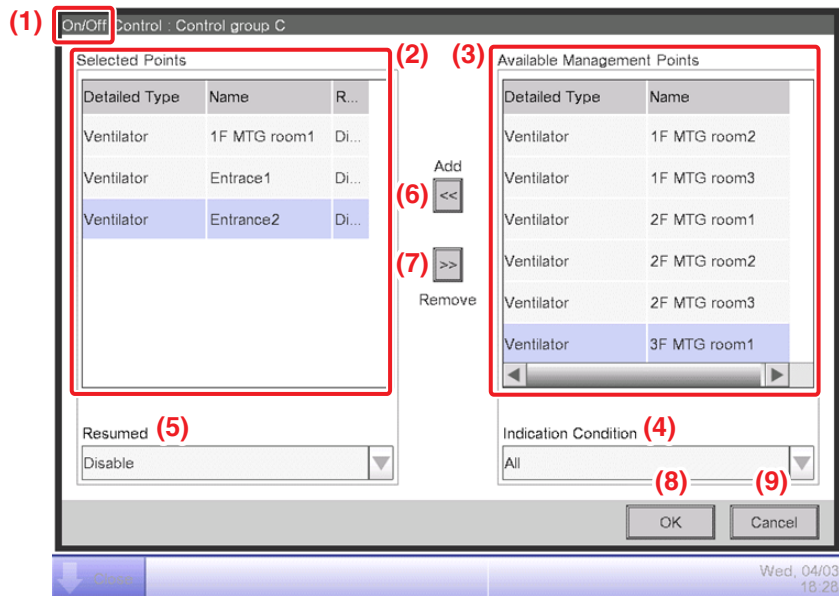 (1) On/Off Control : Control group C
Selected Points (2)
Detailed Type Name R...
Ventilator 1F MTG room1 Di...
Ventilator Entrace1 Di...
Ventilator Entrance2 Di...
Resumed (5)
Disable
Add
(6) <<
(7) >>
Remove
(3) Available Management Points
Detailed Type Name
Ventilator 1F MTG room2
Ventilator 1F MTG room3
Ventilator 2F MTG room1
Ventilator 2F MTG room2
Ventilator 2F MTG room3
Ventilator 3F MTG room1
Indication Condition (4)
All
(8) (9)
OK Cancel
Close Wed, 04/03
18:28